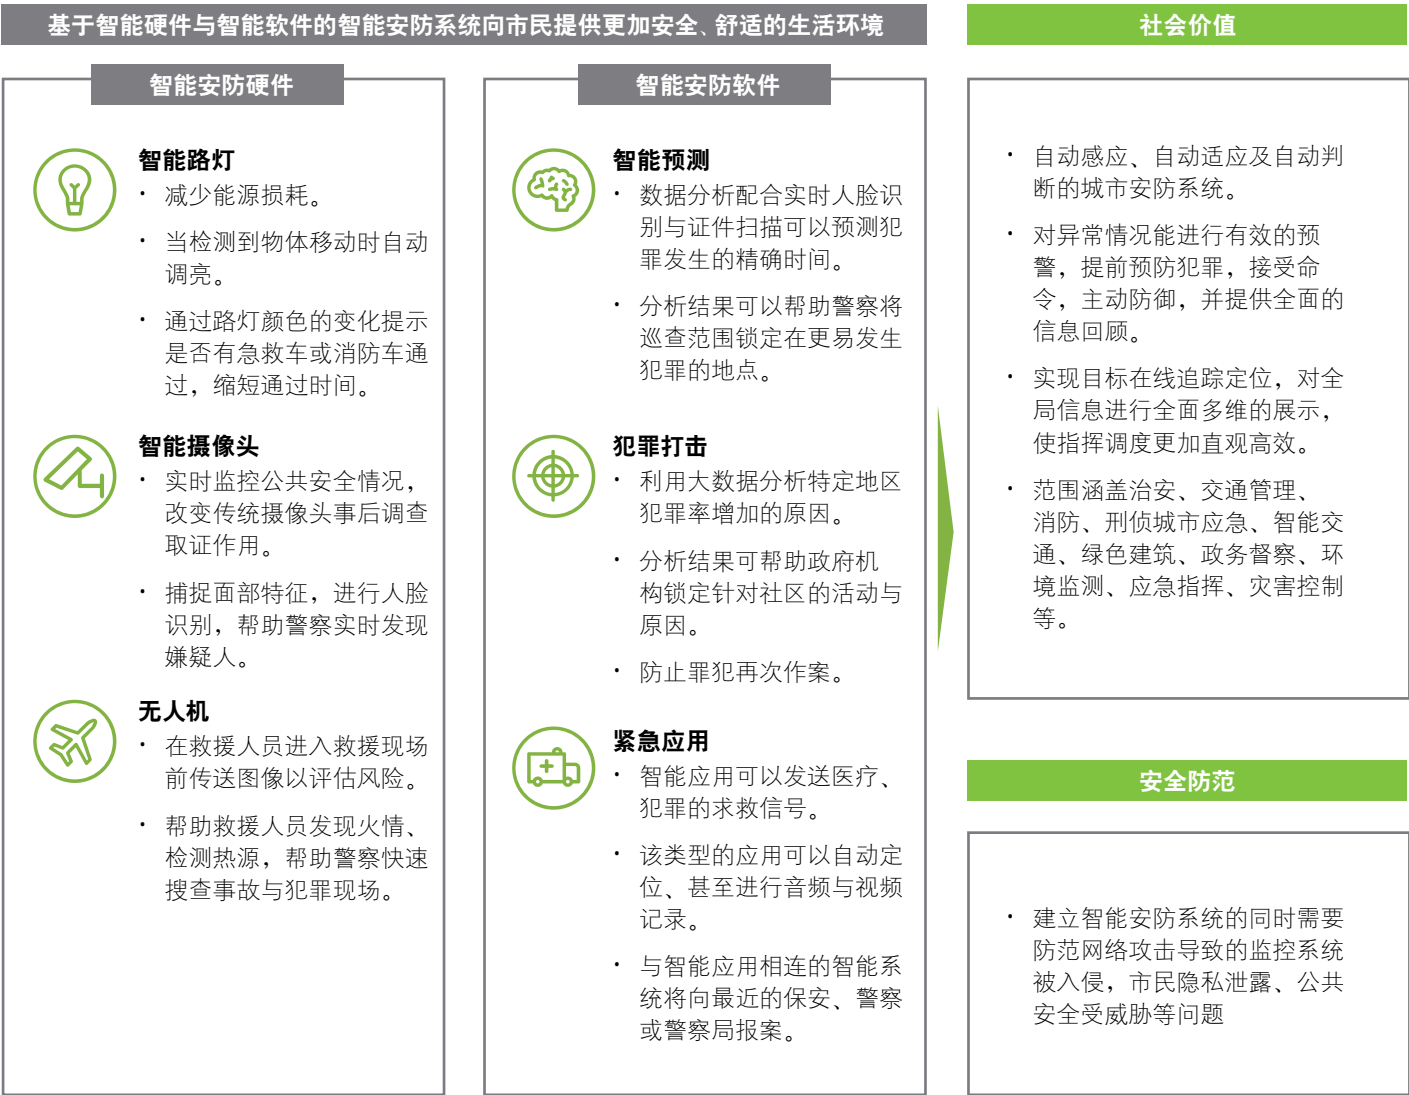 基于智能硬件与智能软件的智能安防系统向市民提供更加安全、舒适的生活环境
智能安防硬件
智能路灯
· 减少能源损耗。
· 当检测到物体移动时自动
调亮。
· 通过路灯颜色的变化提示
是否有急救车或消防车通
过，缩短通过时间。
智能摄像头
· 实时监控公共安全情况，
改变传统摄像头事后调查
取证作用。
· 捕捉面部特征，进行人脸
识别，帮助警察实时发现
嫌疑人。
无人机
· 在救援人员进入救援现场
前传送图像以评估风险。
· 帮助救援人员发现火情、
检测热源，帮助警察快速
搜查事故与犯罪现场。
智能安防软件
智能预测
· 数据分析配合实时人脸识
别与证件扫描可以预测犯
罪发生的精确时间。
· 分析结果可以帮助警察将
巡查范围锁定在更易发生
犯罪的地点。
犯罪打击
· 利用大数据分析特定地区
犯罪率增加的原因。
· 分析结果可帮助政府机
构锁定针对社区的活动与
原因。
· 防止罪犯再次作案。
紧急应用
· 智能应用可以发送医疗、
犯罪的求救信号。
· 该类型的应用可以自动定
位、甚至进行音频与视频
记录。
· 与智能应用相连的智能系
统将向最近的保安、警察
或警察局报案。
社会价值
· 自动感应、自动适应及自动判
断的城市安防系统。
· 对异常情况能进行有效的预
警，提前预防犯罪，接受命
令，主动防御，并提供全面的
信息回顾。
· 实现目标在线追踪定位，对全
局信息进行全面多维的展示，
使指挥调度更加直观高效。
· 范围涵盖治安、交通管理、
消防、刑侦城市应急、智能交
通、绿色建筑、政务督察、环
境监测、应急指挥、灾害控制
等。
安全防范
· 建立智能安防系统的同时需要
防范网络攻击导致的监控系统
被入侵，市民隐私泄露、公共
安全受威胁等问题